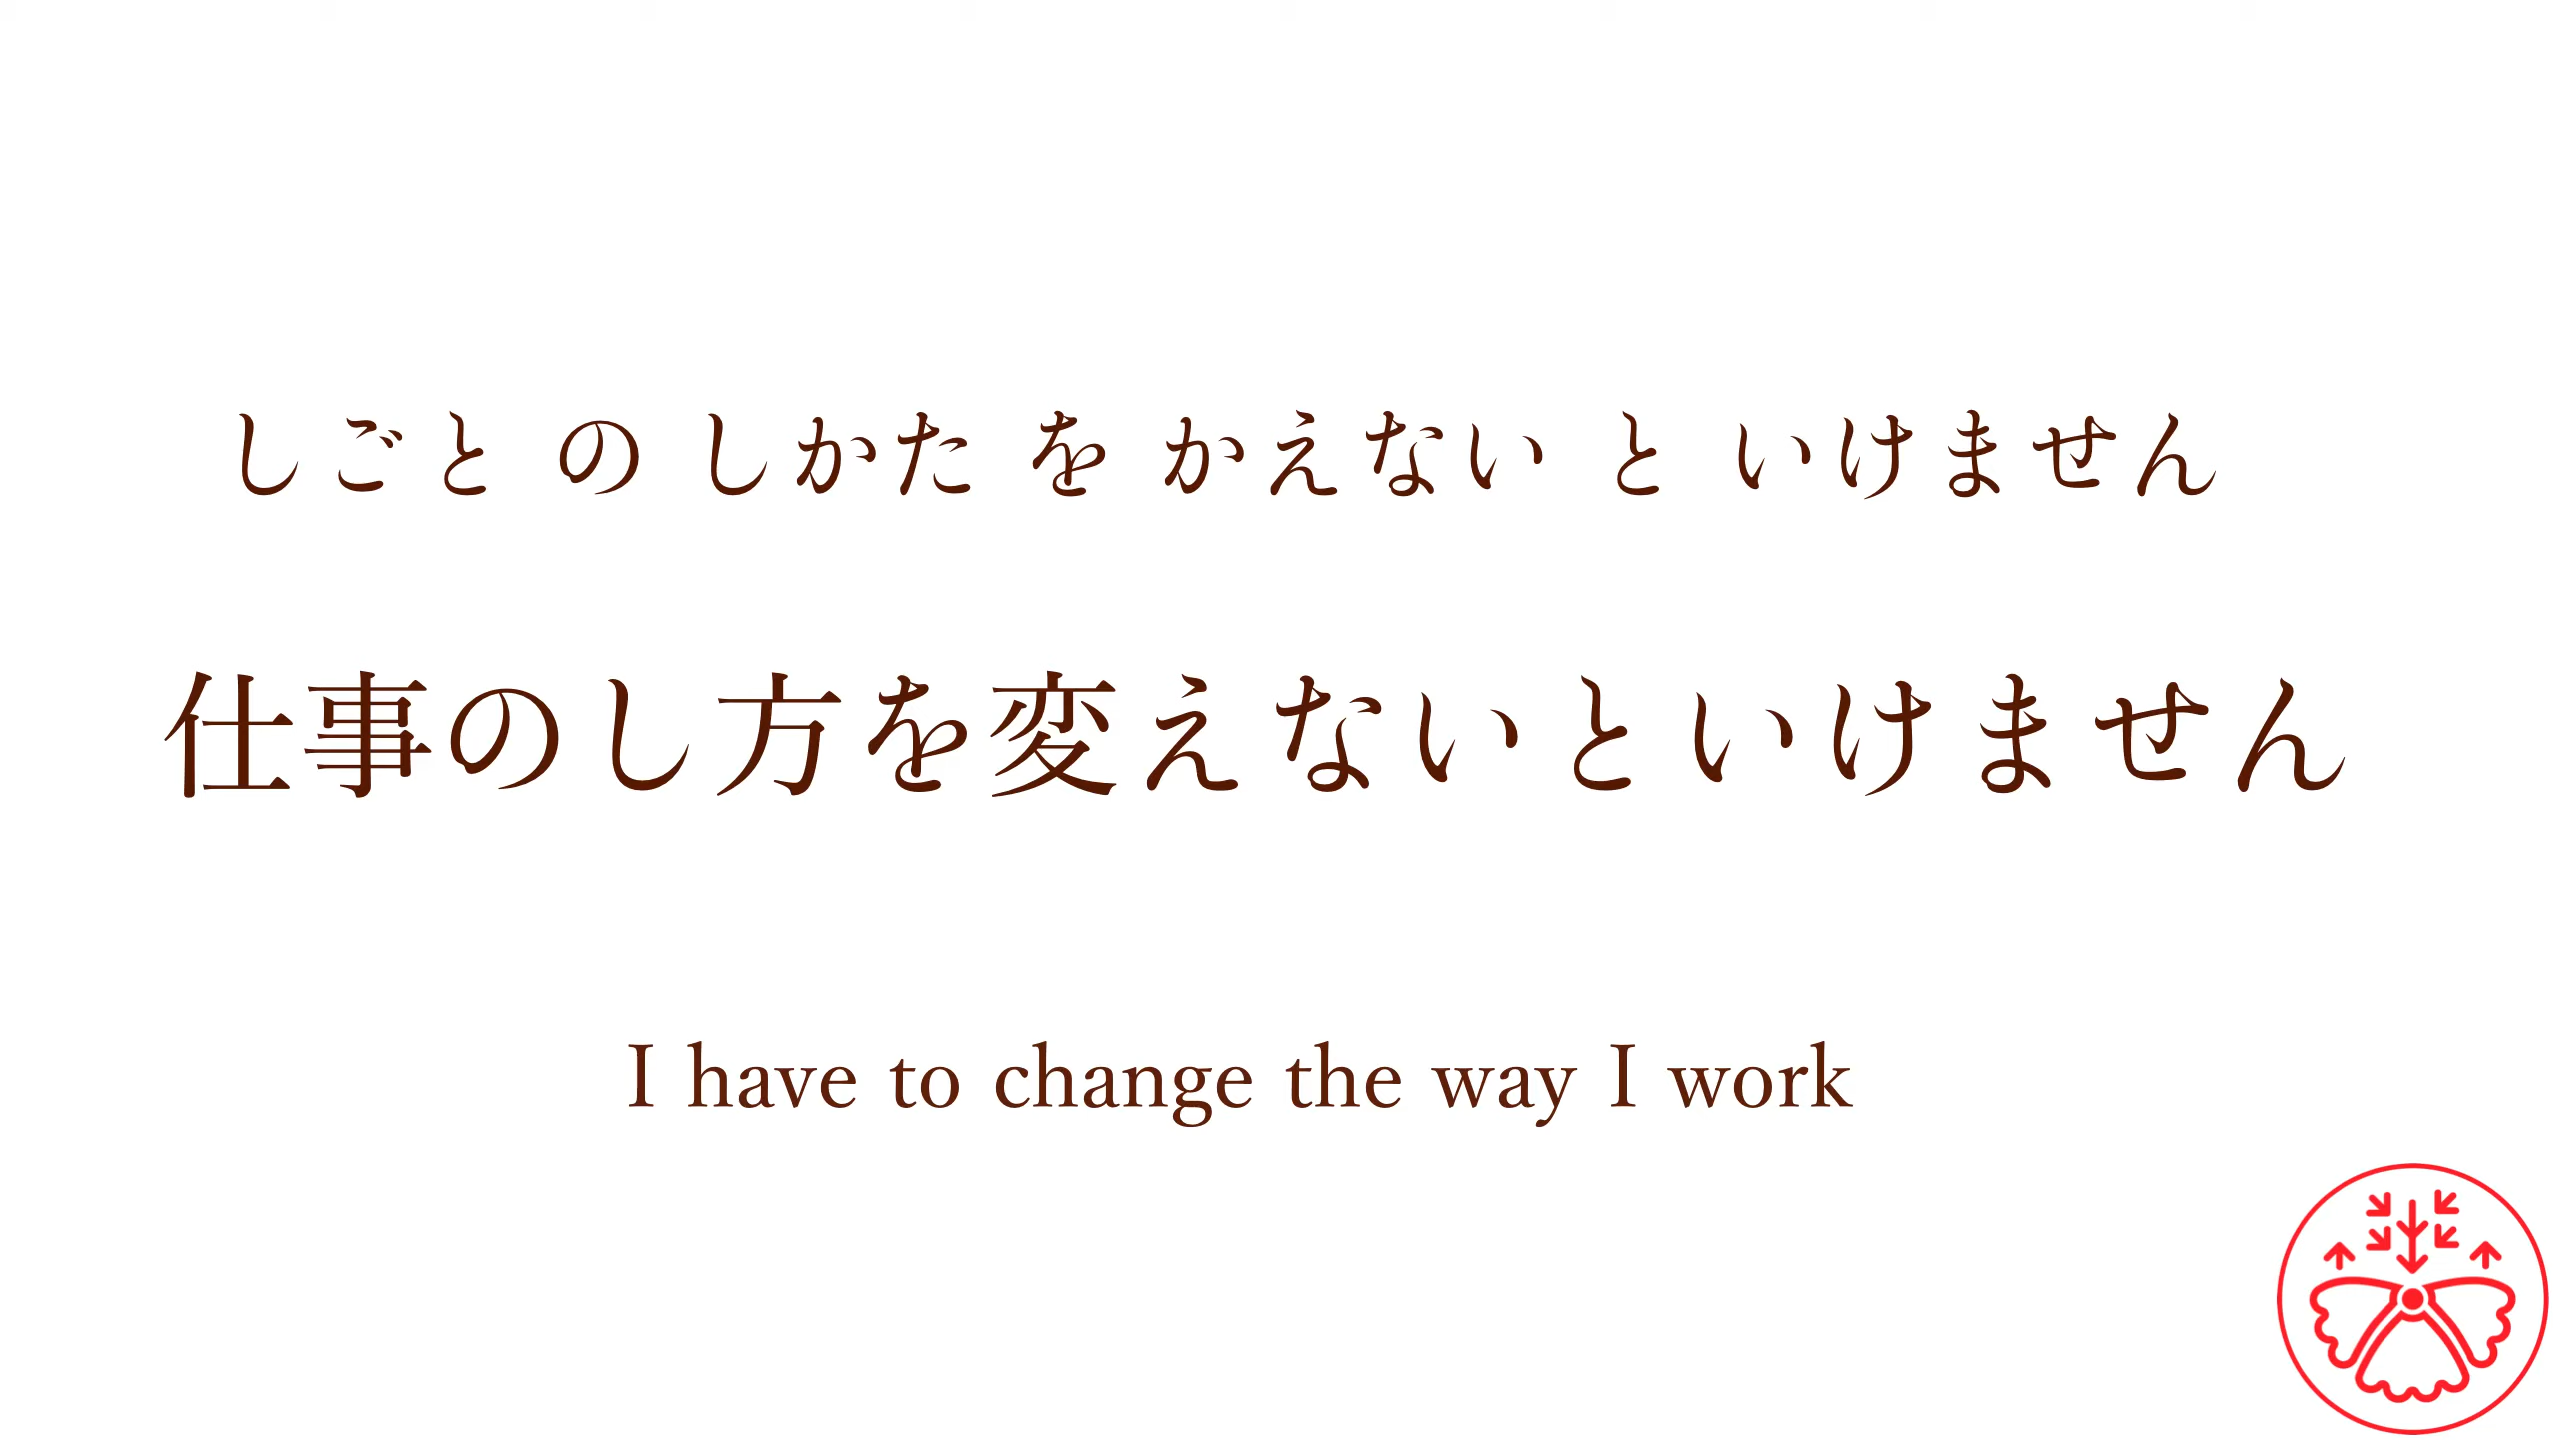 しごと の しかた を かえない と いけません
仕事のし方を変えないといけません
I have to change the way I work